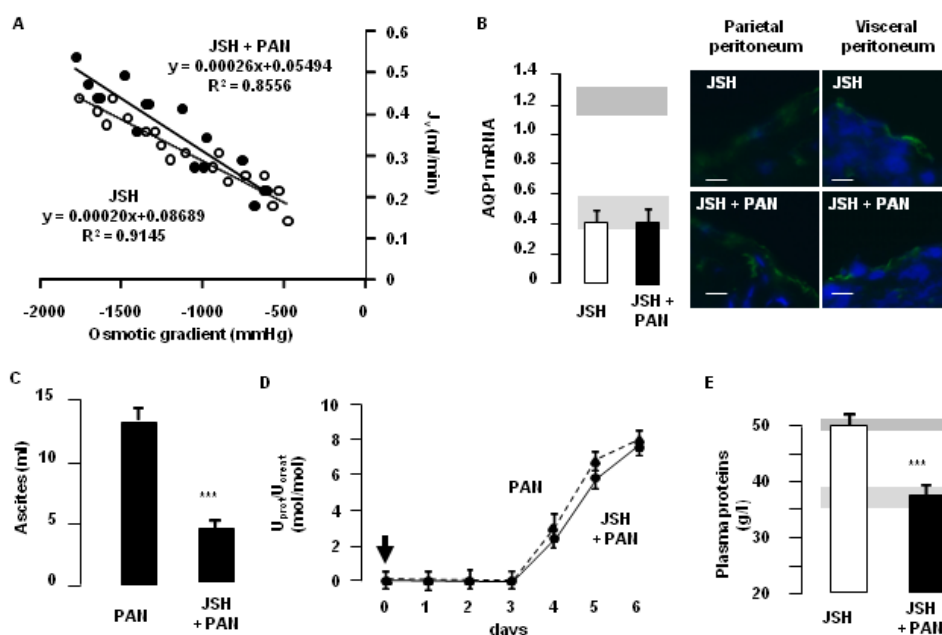 A
JSH + PAN
y = 0.00026x+0.05494
R² = 0.8556
JSH
y = 0.00020x+0.08689
R² = 0.9145
0.6
0.5
0.4
0.3
0.2
0.1
0
Jv (ml/min)
-2000
-1500
-1000
-500
Osmotic gradient (mmHg)
B
AQP1 mRNA
1.4
1.2
1.0
0.8
0.6
0.4
0.2
0
JSH
JSH +
PAN
Parietal
peritoneum
Visceral
peritoneum
JSH
JSH
JSH + PAN
JSH + PAN
C
Ascites (ml)
15
10
5
0
***
PAN
JSH
+ PAN
D
Uprot/Ucreat
(mol/mol)
10
8
6
4
2
0
PAN
JSH
+ PAN
0
1
2
3
4
5
6
days
E
Plasma proteins
(g/l)
50
50
40
30
20
***
JSH
JSH
+ PAN